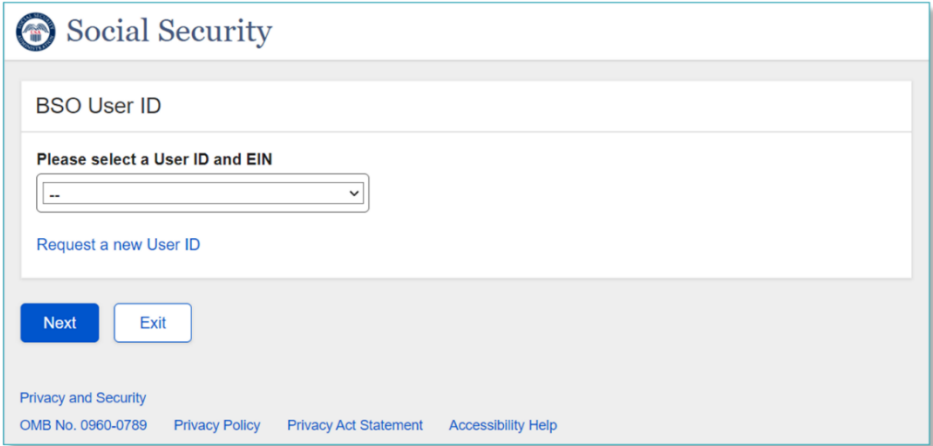 Social Security
BSO User ID
Please select a User ID and EIN
--
Request a new User ID
Next Exit
Privacy and Security
OMB No. 0960-0789 Privacy Policy Privacy Act Statement Accessibility Help